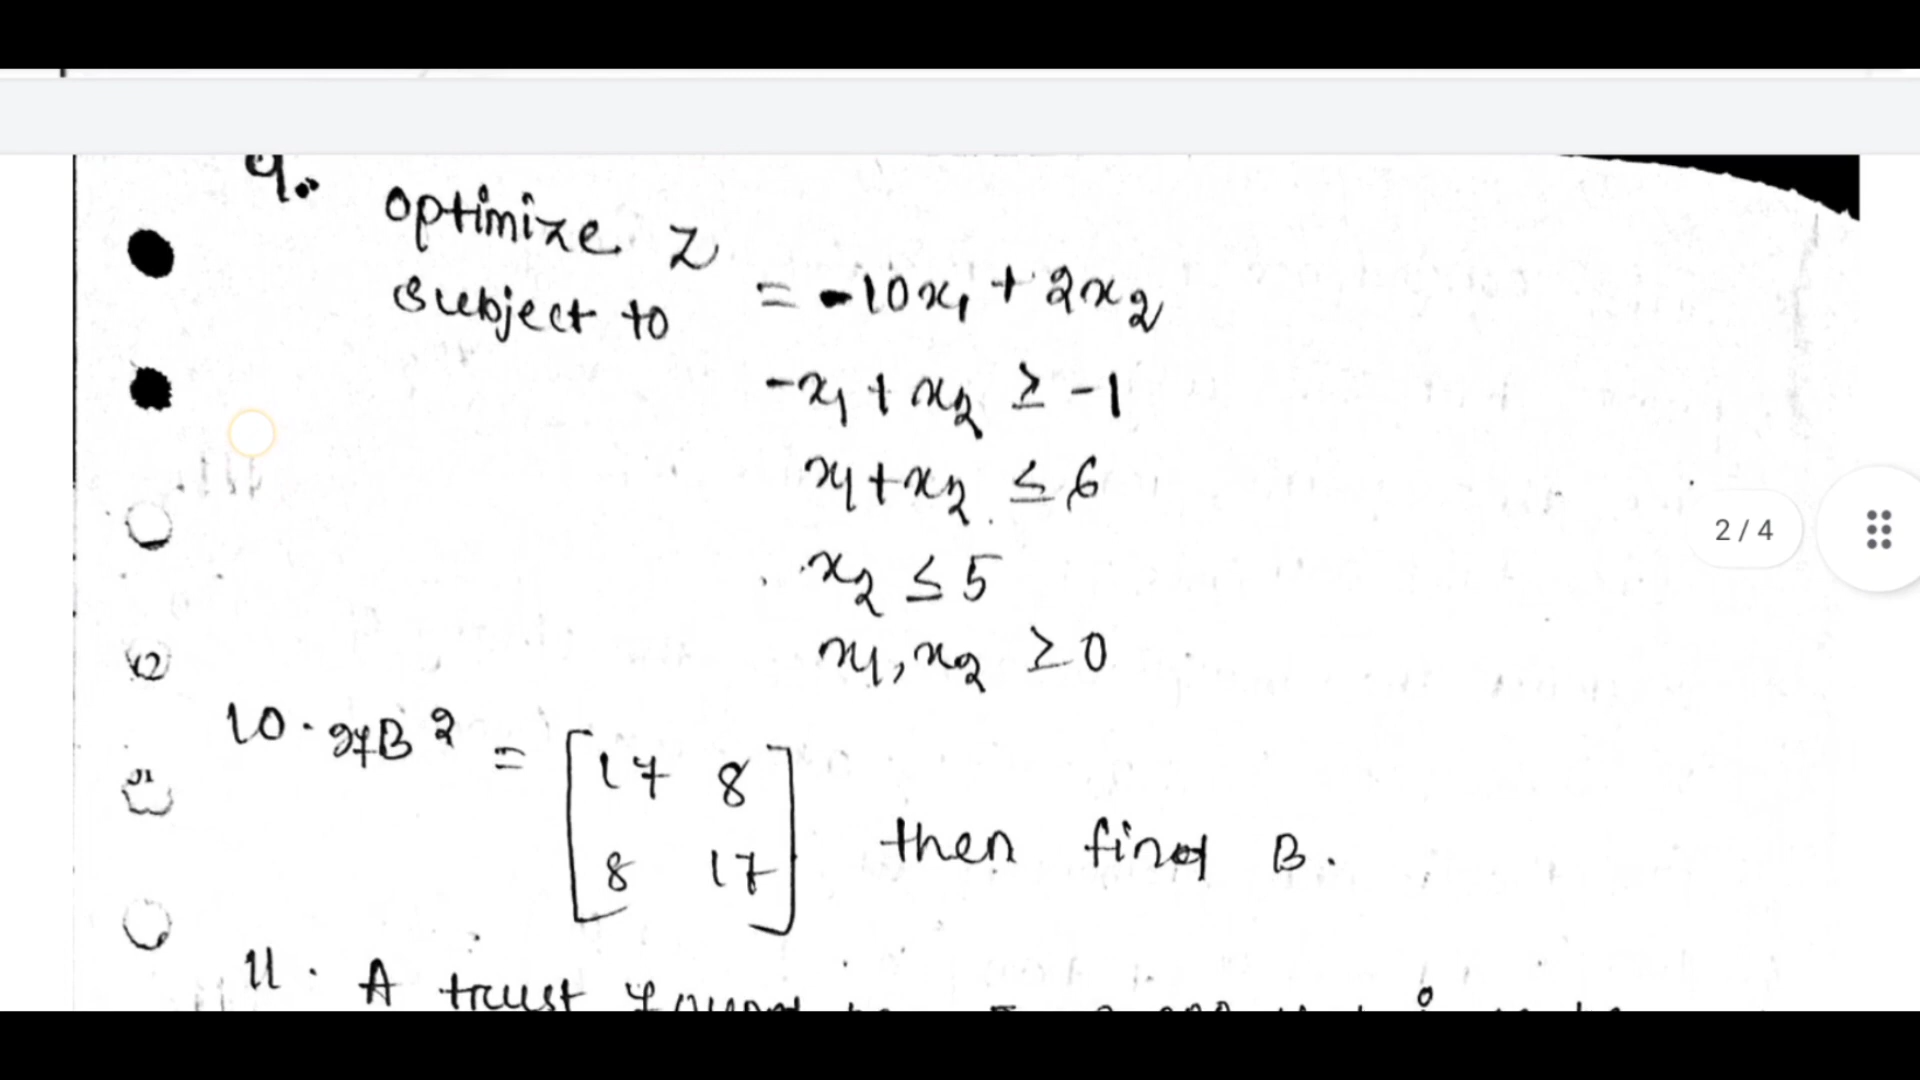 9. Optimize Z = -10x₁ + 2x₂
subject to
-x₁ + x₂ ≥ -1
x₁ + x₂ ≤ 6
x₂ ≤ 5
x₁, x₂ ≥ 0
2 / 4
10. If B² = [17 8
8 17] then find B.
11. A trust